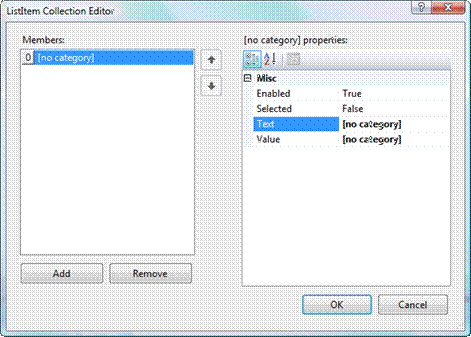 ListItem Collection Editor
Members:
0 [no category]
[no category] properties:
Misc
Enabled True
Selected False
Text [no category]
Value [no category]
Add Remove
OK Cancel